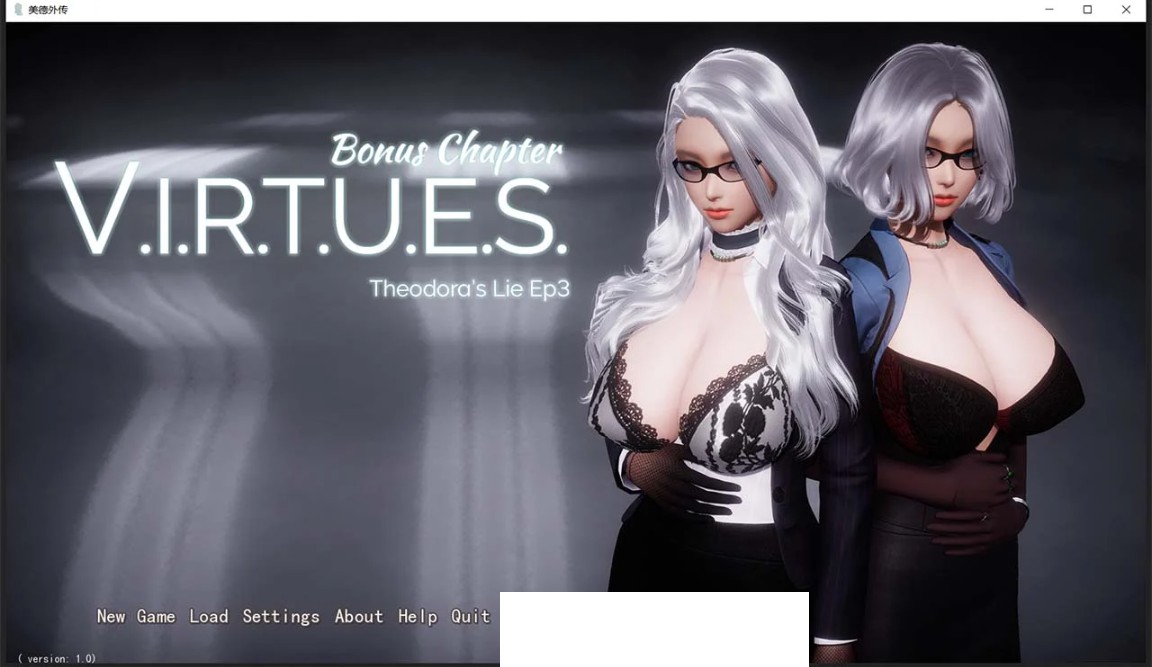 美德外传
Bonus Chapter
V.I.R.T.U.E.S.
Theodora's Lie Ep3
New Game Load Settings About Help Quit
( version: 1.0)